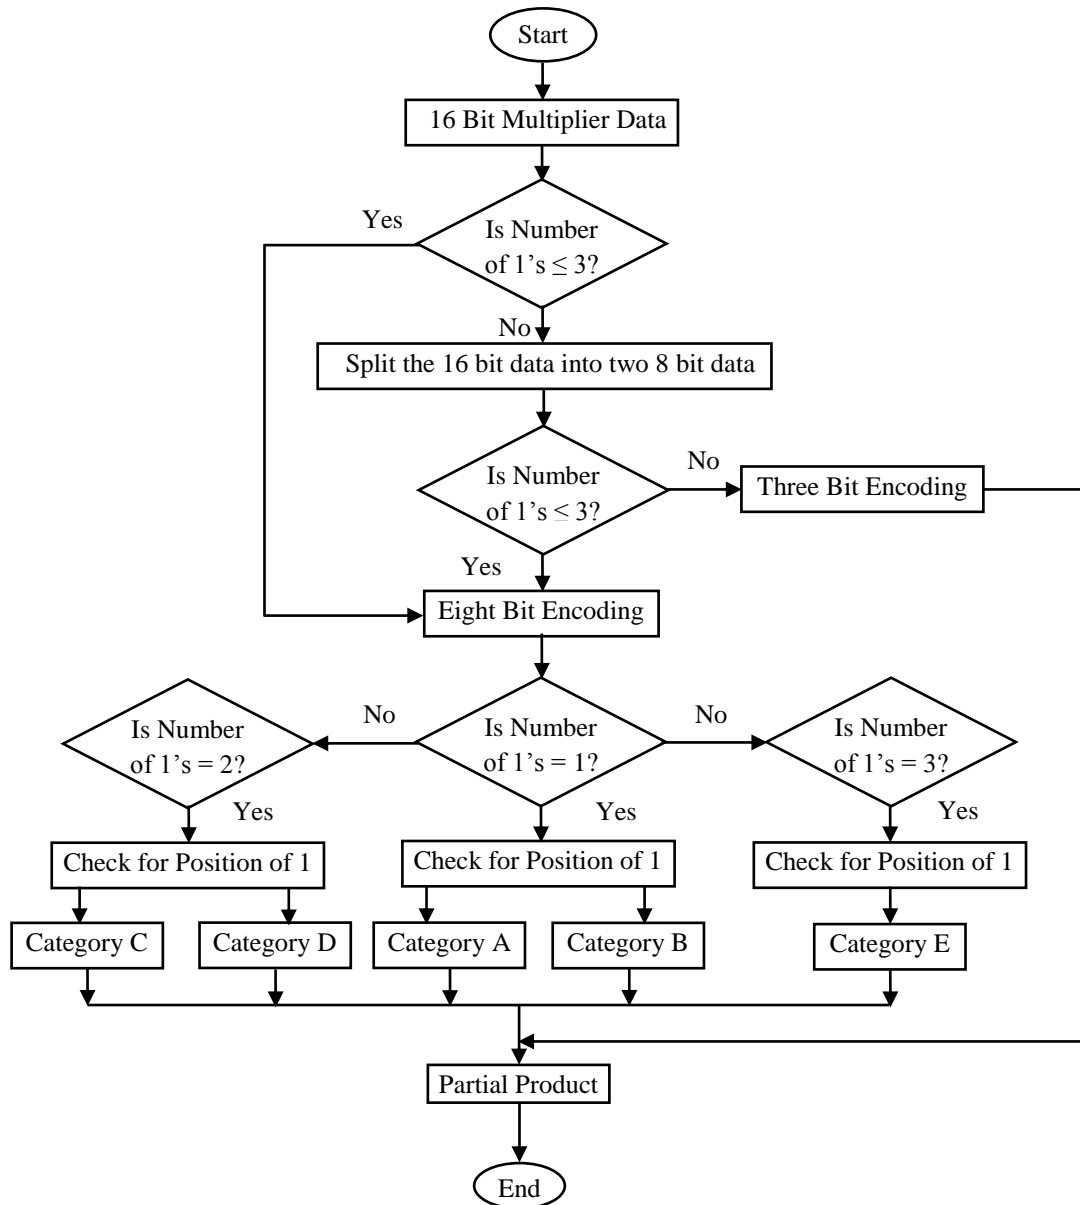 Start
16 Bit Multiplier Data
Yes
Is Number
of 1’s ≤ 3?
No
Split the 16 bit data into two 8 bit data
Is Number
of 1’s ≤ 3?
No
Three Bit Encoding
Yes
Eight Bit Encoding
Is Number
of 1’s = 2?
No
Is Number
of 1’s = 1?
No
Is Number
of 1’s = 3?
Yes
Yes
Yes
Check for Position of 1
Check for Position of 1
Check for Position of 1
Category C
Category D
Category A
Category B
Category E
Partial Product
End